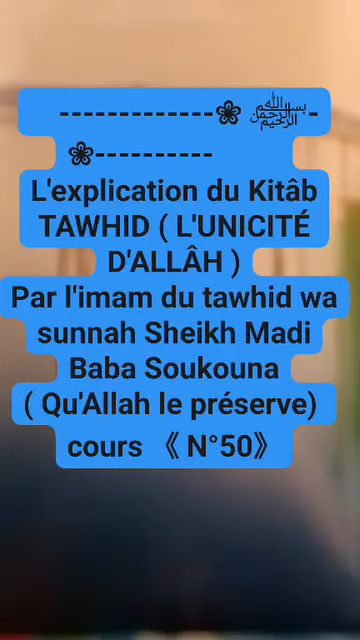 -------------❀ ﷽-
❀----------
L'explication du Kitâb
TAWHID ( L'UNICITÉ
D'ALLÂH )
Par l'imam du tawhid wa
sunnah Sheikh Madi
Baba Soukouna
( Qu'Allah le préserve)
cours 《 N°50》